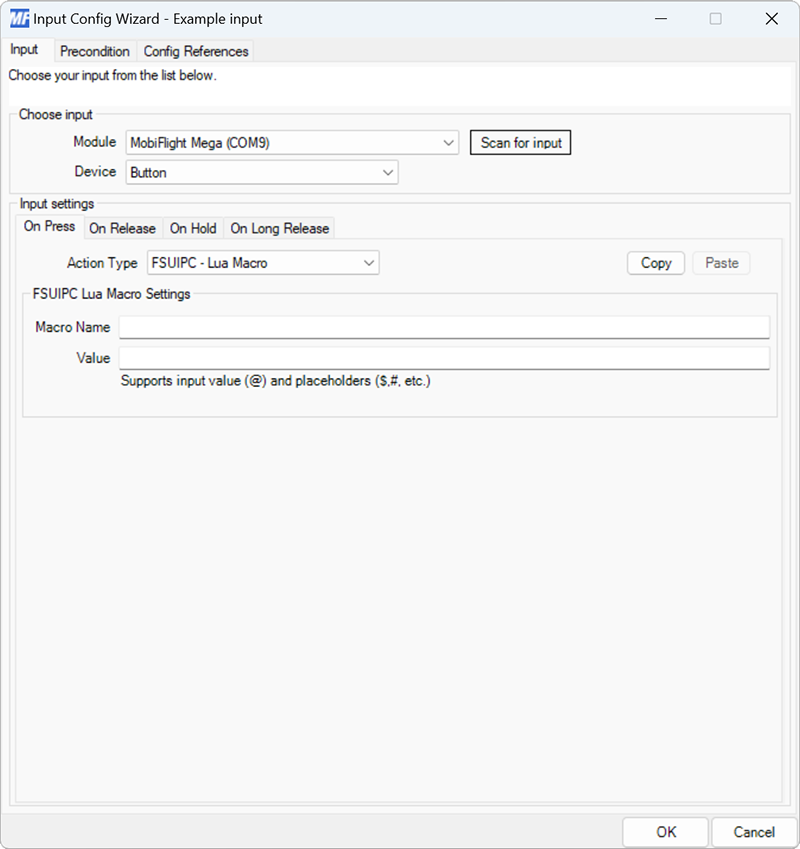 MF Input Config Wizard - Example input
Input Precondition Config References
Choose your input from the list below.
Choose input
Module MobiFlight Mega (COM9) Scan for input
Device Button
Input settings
On Press On Release On Hold On Long Release
Action Type FSUIPC - Lua Macro Copy Paste
FSUIPC Lua Macro Settings
Macro Name
Value
Supports input value (@) and placeholders ($,#, etc.)
OK Cancel